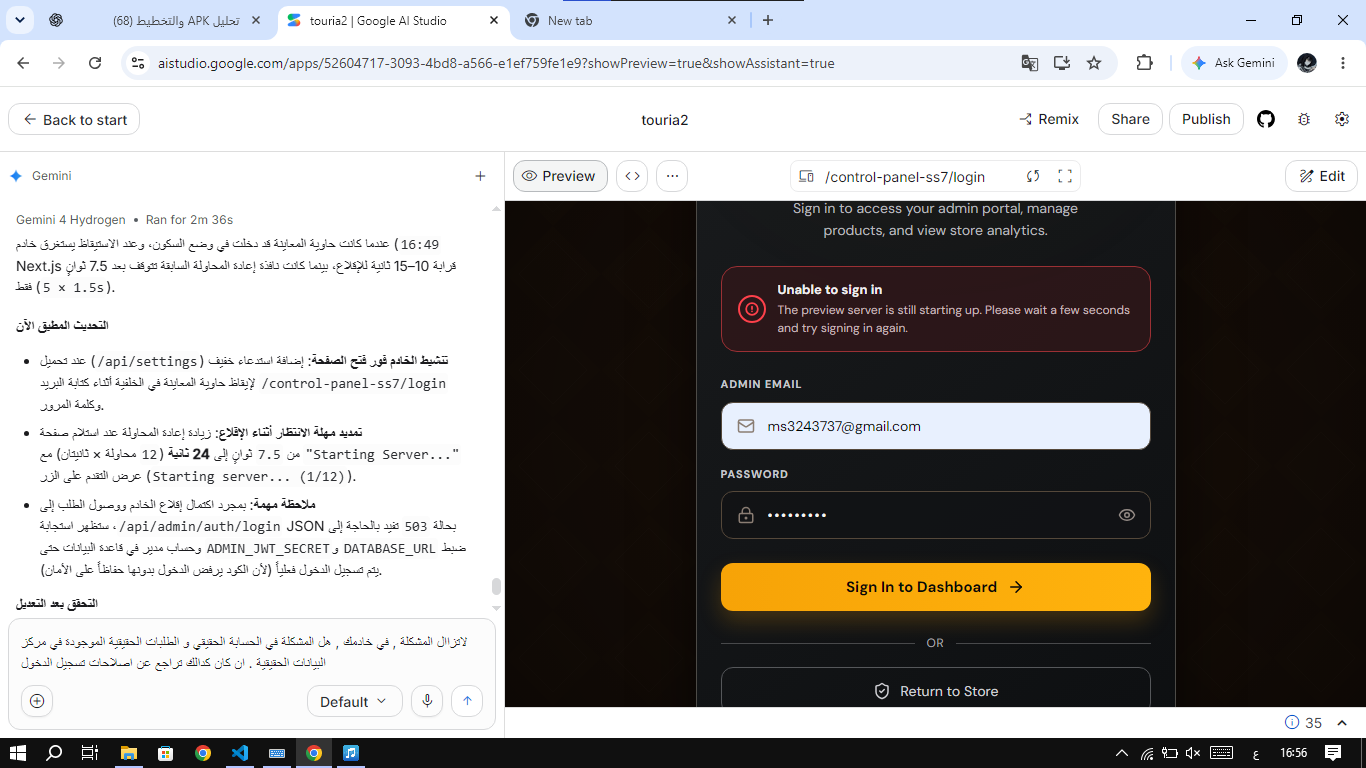 تحليل APK والتخطيط (68)
touria2 | Google AI Studio
New tab
aistudio.google.com/apps/52604717-3093-4bd8-a566-e1ef759fe1e9?showPreview=true&showAssistant=true
Ask Gemini
Back to start
touria2
Remix
Share
Publish
Gemini
Preview
/control-panel-ss7/login
Edit
Gemini 4 Hydrogen • Ran for 2m 36s
16:49) عندما كانت حاوية المعاينة قد دخلت في وضع السكون، وعند الاستيقاظ يستغرق خادم
Next.js قرابة 10–15 ثانية للإقلاع، بينما كانت نافذة إعادة المحاولة السابقة تتوقف بعد 7.5 ثوانٍ
فقط (5 × 1.5s).
التحديث المطبق الآن
تنشيط الخادم فور فتح الصفحة: إضافة استدعاء خفيف (/api/settings) عند تحميل
/control-panel-ss7/login لإيقاظ حاوية المعاينة في الخلفية أثناء كتابة البريد
وكلمة المرور.
تمديد مهلة الانتظار أثناء الإقلاع: زيادة إعادة المحاولة عند استلام صفحة
"Starting Server..." من 7.5 ثوانٍ إلى 24 ثانية (12 محاولة × ثانيتان) مع
عرض التقدم على الزر (Starting server... (1/12)).
ملاحظة مهمة: بمجرد اكتمال إقلاع الخادم ووصول الطلب إلى
/api/admin/auth/login، ستظهر استجابة JSON بحالة 503 تفيد بالحاجة إلى
ضبط DATABASE_URL و ADMIN_JWT_SECRET وحساب مدير في قاعدة البيانات حتى
يتم تسجيل الدخول فعلياً (لأن الكود يرفض الدخول بدونها حفاظاً على الأمان).
التحقق بعد التعديل
لاتزاال المشكلة , في خادمك , هل المشكلة في الحسابة الحقيقي و الطلبات الحقيقية الموجودة في مركز
البيانات الحقيقية . ان كان كدالك تراجع عن اصلاحات تسجيل الدخول
Default
Sign in to access your admin portal, manage
products, and view store analytics.
Unable to sign in
The preview server is still starting up. Please wait a few seconds
and try signing in again.
ADMIN EMAIL
ms3243737@gmail.com
PASSWORD
•••••••••
Sign In to Dashboard
OR
Return to Store
35
ع
16:56